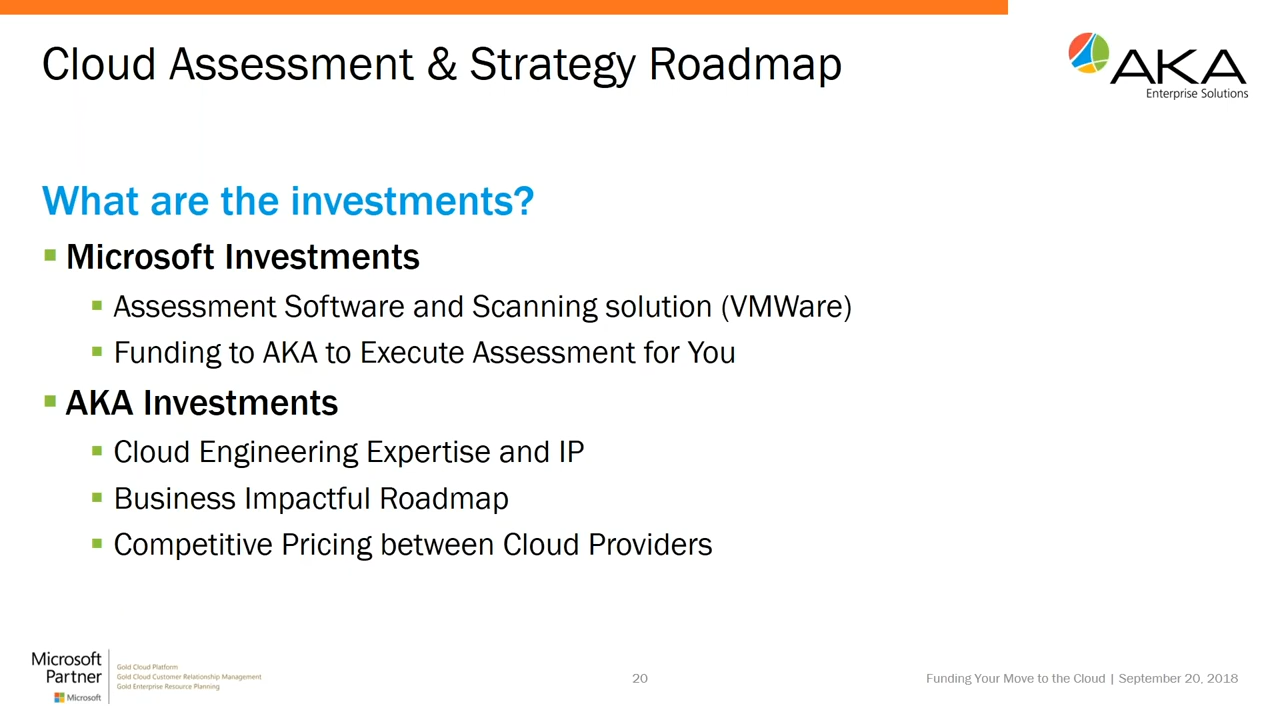 Cloud Assessment & Strategy Roadmap
AKA
Enterprise Solutions
What are the investments?
Microsoft Investments
Assessment Software and Scanning solution (VMWare)
Funding to AKA to Execute Assessment for You
AKA Investments
Cloud Engineering Expertise and IP
Business Impactful Roadmap
Competitive Pricing between Cloud Providers
Microsoft
Partner
Microsoft
Gold Cloud Platform
Gold Cloud Customer Relationship Management
Gold Enterprise Resource Planning
20
Funding Your Move to the Cloud | September 20, 2018